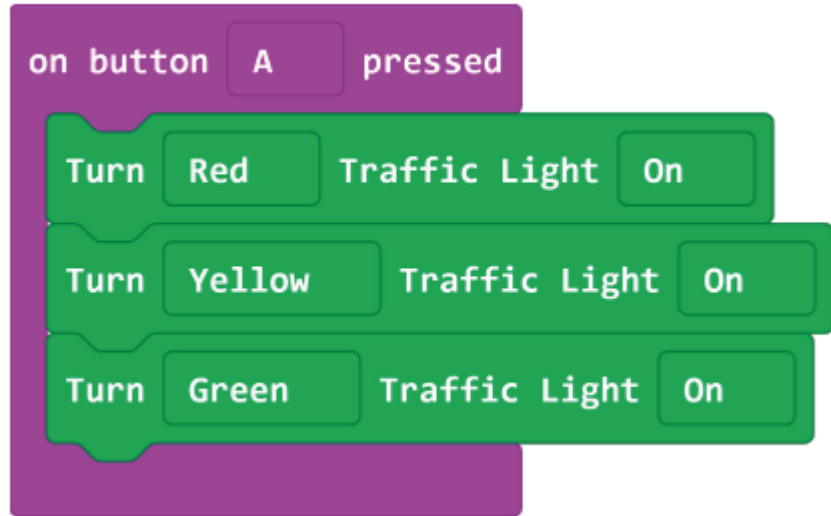 on button A pressed
Turn Red Traffic Light On
Turn Yellow Traffic Light On
Turn Green Traffic Light On